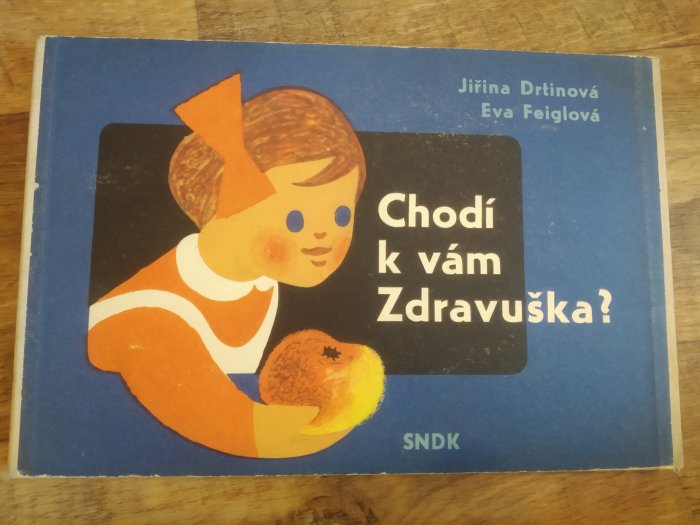 Jiřina Drtinová
Eva Feiglová
Chodí
k vám
Zdravuška?
SNDK